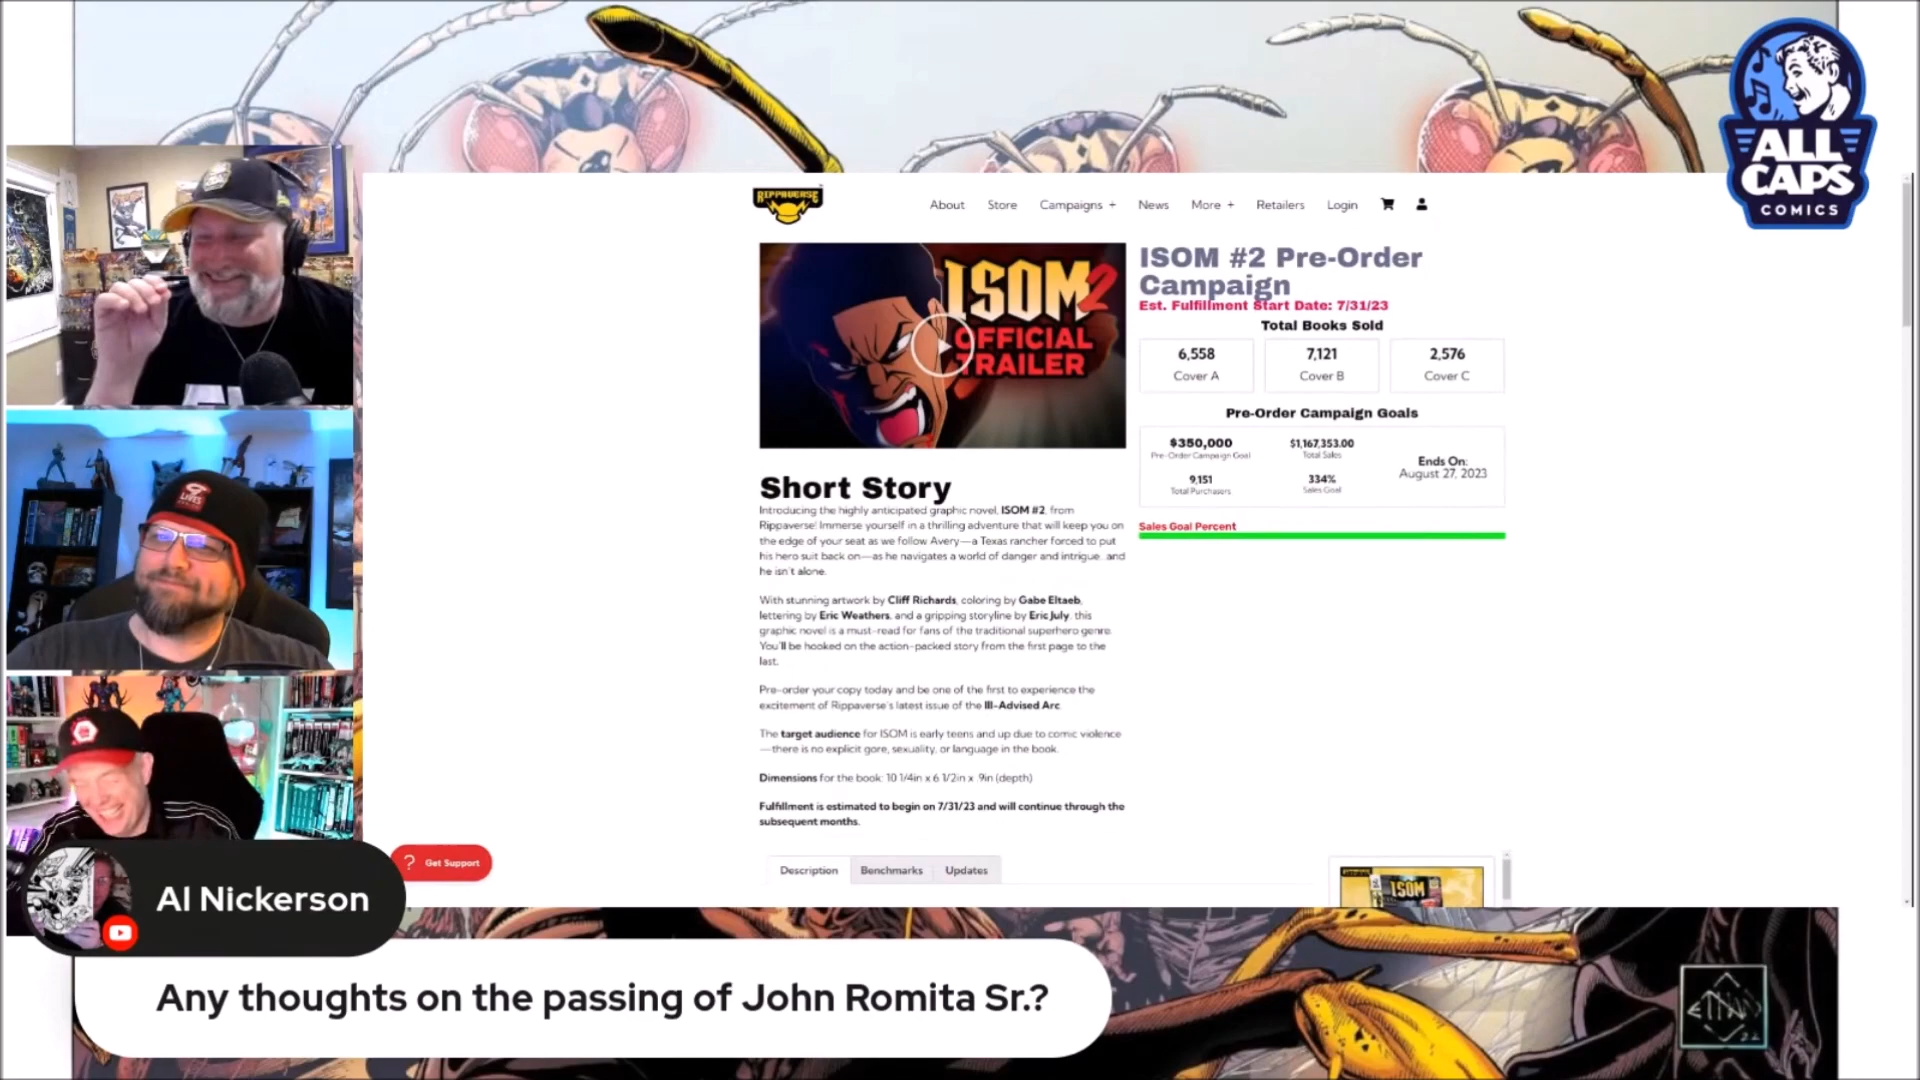 ALL
CAPS
COMICS
RIPPAVERSE
About
Store
Campaigns +
News
More +
Retailers
Login
ISOM 2
OFFICIAL
TRAILER
ISOM #2 Pre-Order
Campaign
Est. Fulfillment Start Date: 7/31/23
Total Books Sold
6,558
Cover A
7,121
Cover B
2,576
Cover C
Pre-Order Campaign Goals
$350,000
Pre-Order Campaign Goal
$1,167,353.00
Total Sales
9,151
Total Purchasers
334%
Sales Goal
Ends On:
August 27, 2023
Sales Goal Percent
Short Story
Introducing the highly anticipated graphic novel, ISOM #2, from
Rippaverse! Immerse yourself in a thrilling adventure that will keep you on
the edge of your seat as we follow Avery—a Texas rancher forced to put
his hero suit back on—as he navigates a world of danger and intrigue, and
he isn't alone.
With stunning artwork by Cliff Richards, coloring by Gabe Eltaeb,
lettering by Eric Weathers, and a gripping storyline by Eric July, this
graphic novel is a must-read for fans of the traditional superhero genre.
You'll be hooked on the action-packed story from the first page to the
last.
Pre-order your copy today and be one of the first to experience the
excitement of Rippaverse's latest issue of the Ill-Advised Arc
The target audience for ISOM is early teens and up due to comic violence
—there is no explicit gore, sexuality, or language in the book.
Dimensions for the book: 10 1/4in x 6 1/2in x .9in (depth)
Fulfillment is estimated to begin on 7/31/23 and will continue through the
subsequent months.
Description
Benchmarks
Updates
ISOM
? Get Support
LIVES
Al Nickerson
Any thoughts on the passing of John Romita Sr.?
ETHAN
22